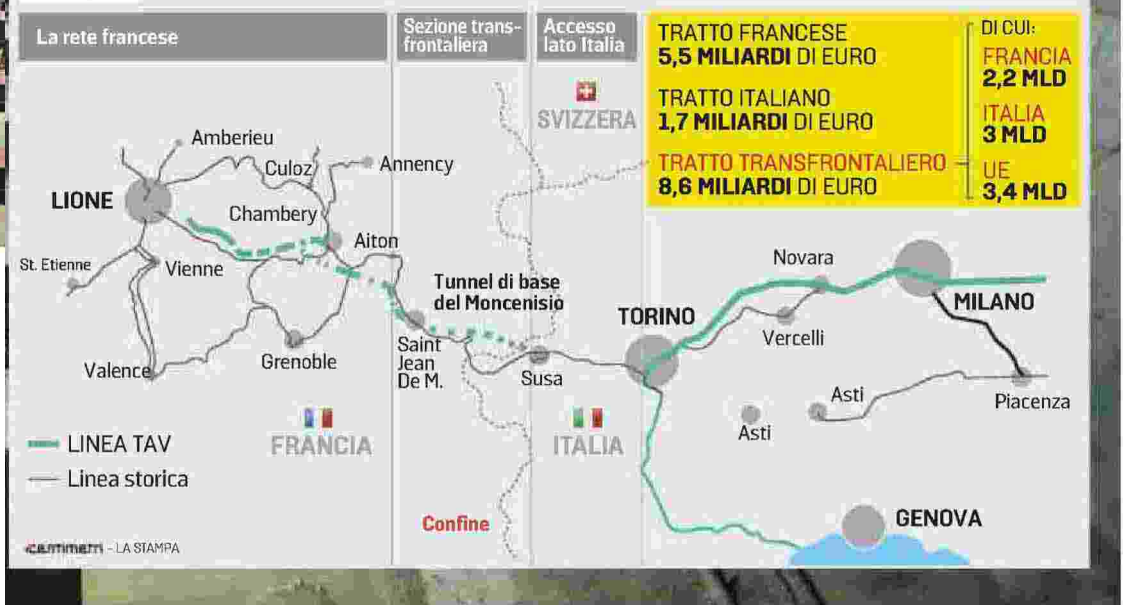 La rete francese
Sezione trans-
frontaliera
Accesso
lato Italia
TRATTO FRANCESE
5,5 MILIARDI DI EURO
TRATTO ITALIANO
1,7 MILIARDI DI EURO
TRATTO TRANSFRONTALIERO
8,6 MILIARDI DI EURO
DI CUI:
FRANCIA
2,2 MLD
ITALIA
3 MLD
UE
3,4 MLD
SVIZZERA
Amberieu
Culoz
Annency
LIONE
Chambery
Aiton
St. Etienne
Vienne
Tunnel di base
del Moncenisio
Novara
MILANO
TORINO
Vercelli
Valence
Grenoble
Saint
Jean
De M.
Susa
Asti
Piacenza
Asti
FRANCIA
ITALIA
LINEA TAV
Linea storica
Confine
GENOVA
centimetri - LA STAMPA